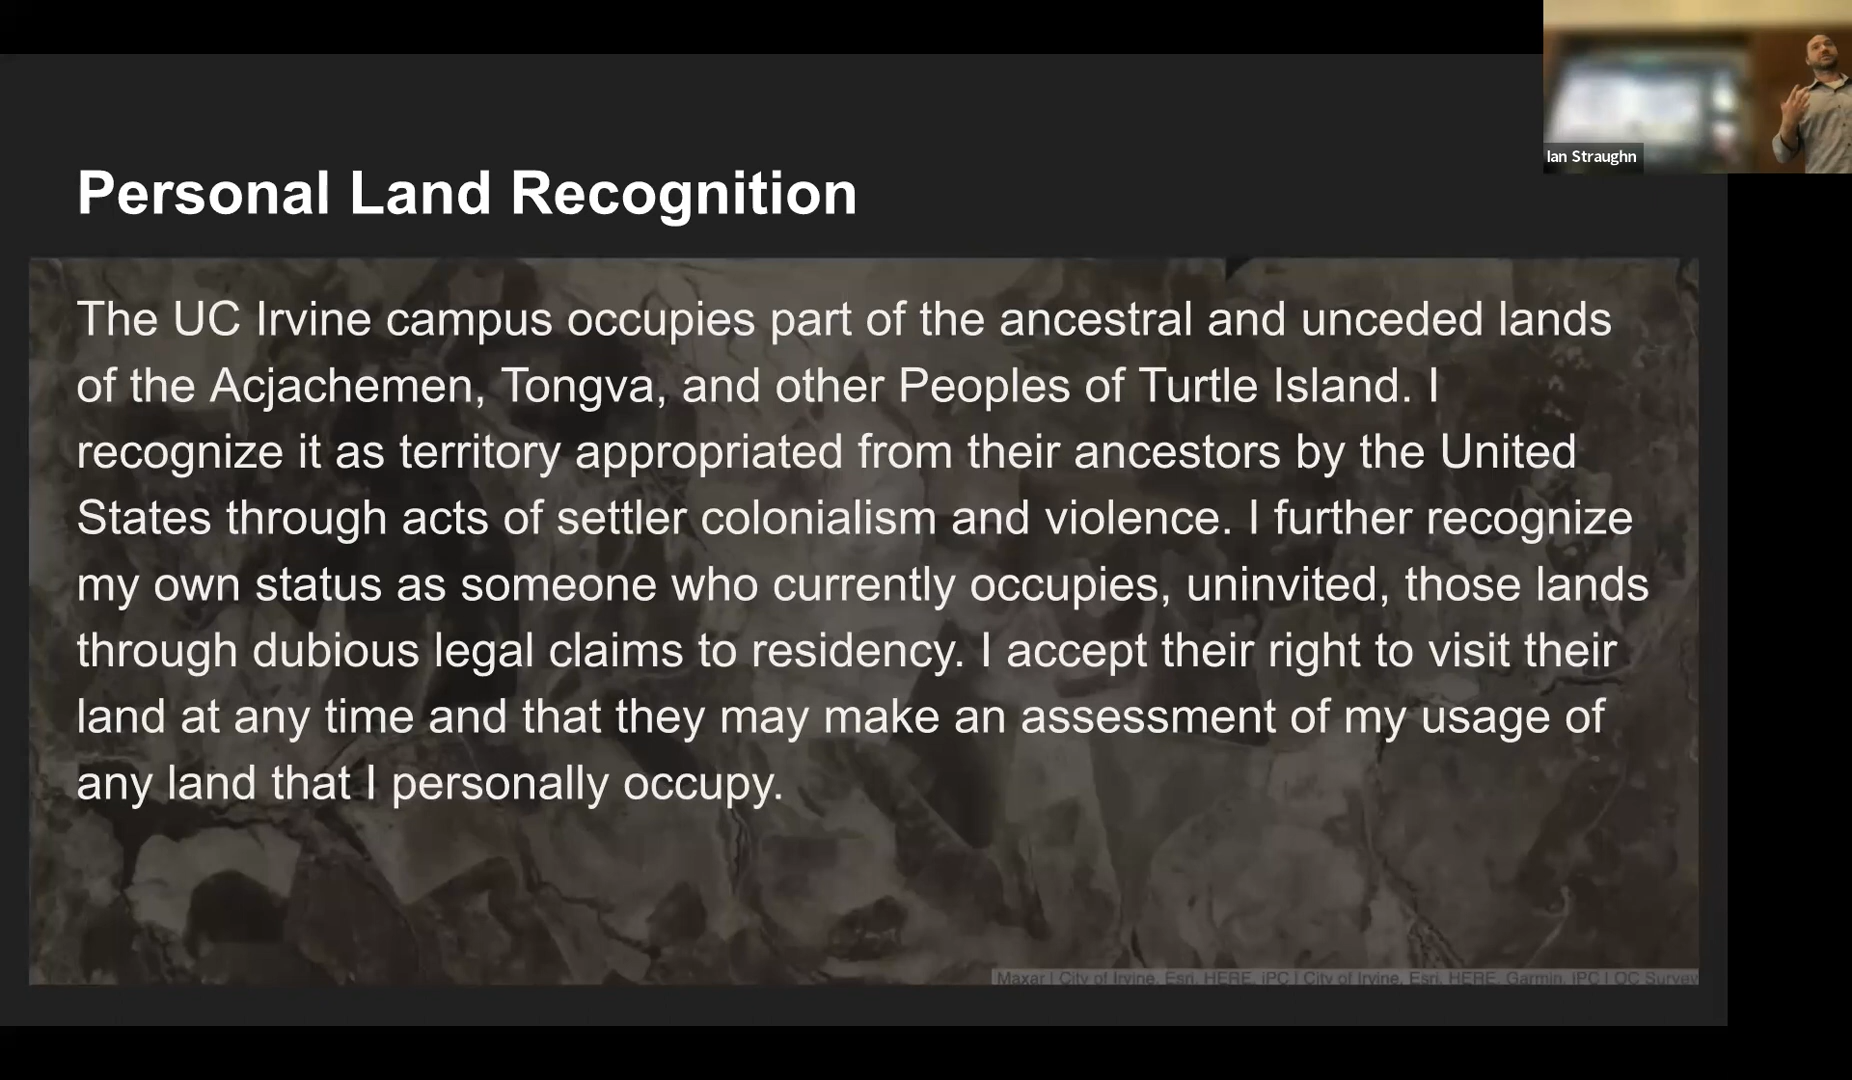 Ian Straughn
Personal Land Recognition
The UC Irvine campus occupies part of the ancestral and unceded lands
of the Acjachemen, Tongva, and other Peoples of Turtle Island. I
recognize it as territory appropriated from their ancestors by the United
States through acts of settler colonialism and violence. I further recognize
my own status as someone who currently occupies, uninvited, those lands
through dubious legal claims to residency. I accept their right to visit their
land at any time and that they may make an assessment of my usage of
any land that I personally occupy.
Maxar | City of Irvine, Esri, HERE, iPC | City of Irvine, Esri, HERE, Garmin, iPC | OC Survey